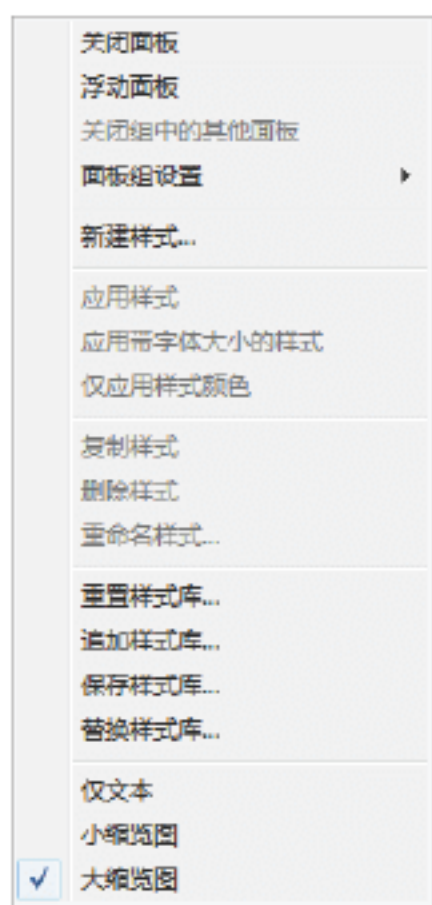 关闭面板
浮动面板
关闭组中的其他面板
面板组设置
新建样式...
应用样式
应用带字体大小的样式
仅应用样式颜色
复制样式
删除样式
重命名样式...
重置样式库...
追加样式库...
保存样式库...
替换样式库...
仅文本
小缩览图
大缩览图